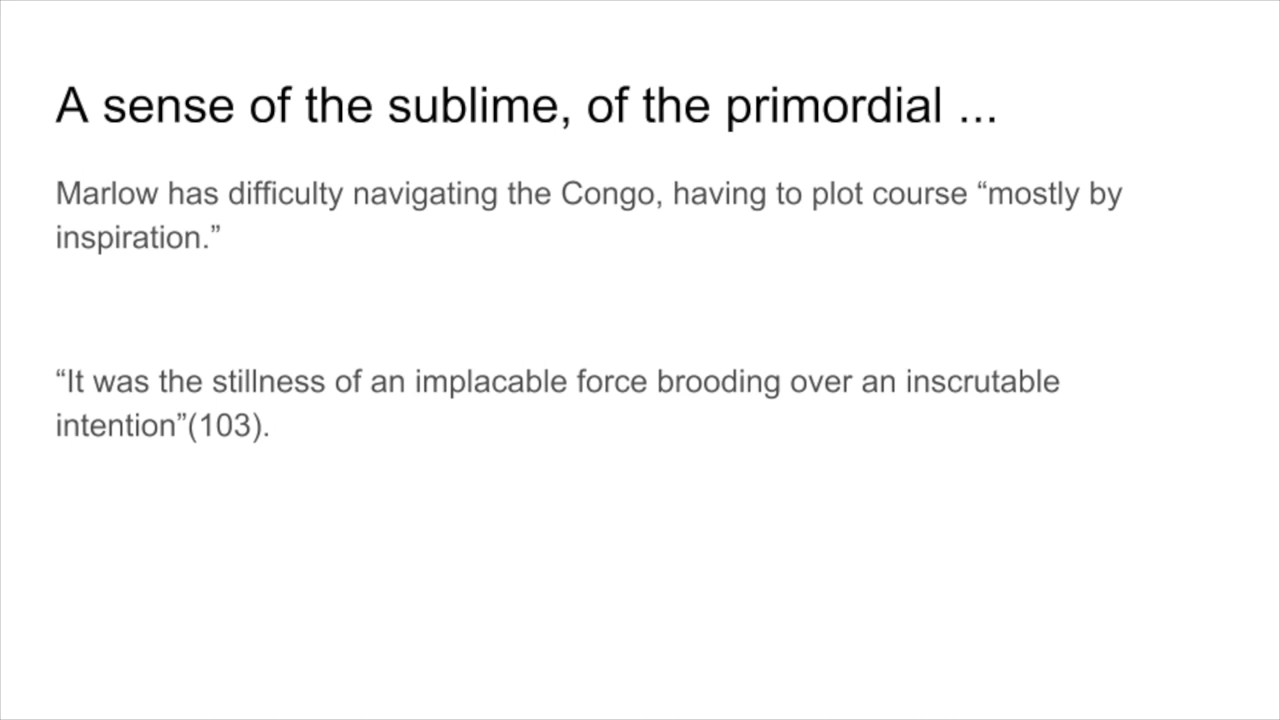 A sense of the sublime, of the primordial ...
Marlow has difficulty navigating the Congo, having to plot course “mostly by
inspiration.”
“It was the stillness of an implacable force brooding over an inscrutable
intention”(103).